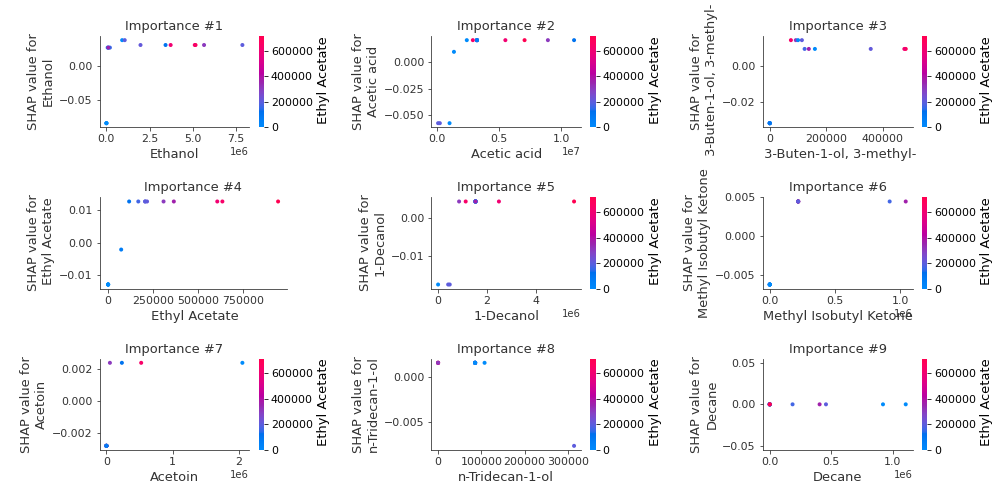 Importance #1
SHAP value for
Ethanol
0.00
−0.05
0.0
2.5
5.0
7.5
1e6
Ethanol
600000
400000
200000
0
Ethyl Acetate
Importance #2
SHAP value for
Acetic acid
0.000
−0.025
−0.050
0.0
0.5
1.0
1e7
Acetic acid
600000
400000
200000
0
Ethyl Acetate
Importance #3
SHAP value for
3-Buten-1-ol, 3-methyl-
0.00
−0.02
0
200000
400000
3-Buten-1-ol, 3-methyl-
600000
400000
200000
0
Ethyl Acetate
Importance #4
SHAP value for
Ethyl Acetate
0.01
0.00
−0.01
0
250000
500000
750000
Ethyl Acetate
Importance #5
SHAP value for
1-Decanol
0.00
−0.01
0
2
4
1e6
1-Decanol
600000
400000
200000
0
Ethyl Acetate
Importance #6
SHAP value for
Methyl Isobutyl Ketone
0.005
0.000
−0.005
0.0
0.5
1.0
1e6
Methyl Isobutyl Ketone
600000
400000
200000
0
Ethyl Acetate
Importance #7
SHAP value for
Acetoin
0.002
0.000
−0.002
0
1
2
1e6
Acetoin
600000
400000
200000
0
Ethyl Acetate
Importance #8
SHAP value for
n-Tridecan-1-ol
0.000
−0.005
0
100000
200000
300000
n-Tridecan-1-ol
600000
400000
200000
0
Ethyl Acetate
Importance #9
SHAP value for
Decane
0.05
0.00
−0.05
0.0
0.5
1.0
1e6
Decane
600000
400000
200000
0
Ethyl Acetate